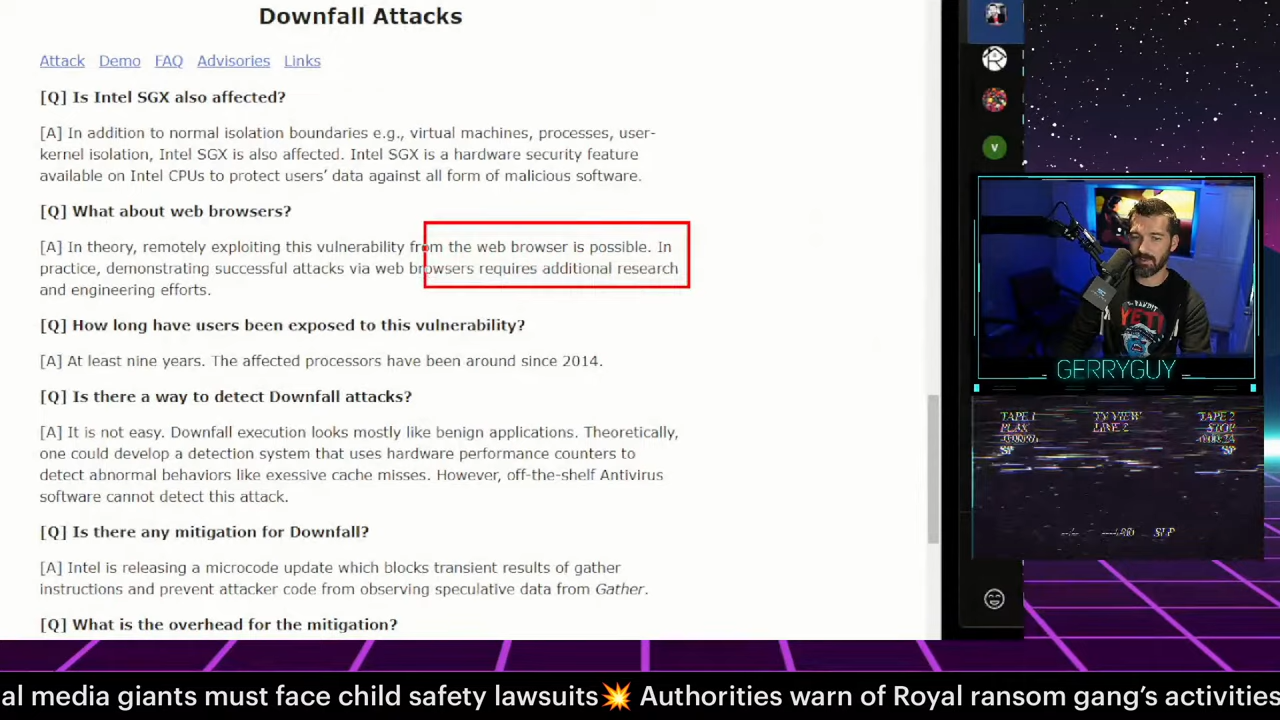 Downfall Attacks
Attack Demo FAQ Advisories Links
[Q] Is Intel SGX also affected?
[A] In addition to normal isolation boundaries e.g., virtual machines, processes, user-
kernel isolation, Intel SGX is also affected. Intel SGX is a hardware security feature
available on Intel CPUs to protect users’ data against all form of malicious software.
[Q] What about web browsers?
[A] In theory, remotely exploiting this vulnerability from the web browser is possible. In
practice, demonstrating successful attacks via web browsers requires additional research
and engineering efforts.
[Q] How long have users been exposed to this vulnerability?
[A] At least nine years. The affected processors have been around since 2014.
[Q] Is there a way to detect Downfall attacks?
[A] It is not easy. Downfall execution looks mostly like benign applications. Theoretically,
one could develop a detection system that uses hardware performance counters to
detect abnormal behaviors like exessive cache misses. However, off-the-shelf Antivirus
software cannot detect this attack.
[Q] Is there any mitigation for Downfall?
[A] Intel is releasing a microcode update which blocks transient results of gather
instructions and prevent attacker code from observing speculative data from Gather.
[Q] What is the overhead for the mitigation?
V
YETI
GERRYGUY
TAPE 1 TV VIEW TAPE 2
PLAY LINE 2 STOP
SP SP
SLP
al media giants must face child safety lawsuits💥 Authorities warn of Royal ransom gang’s activities